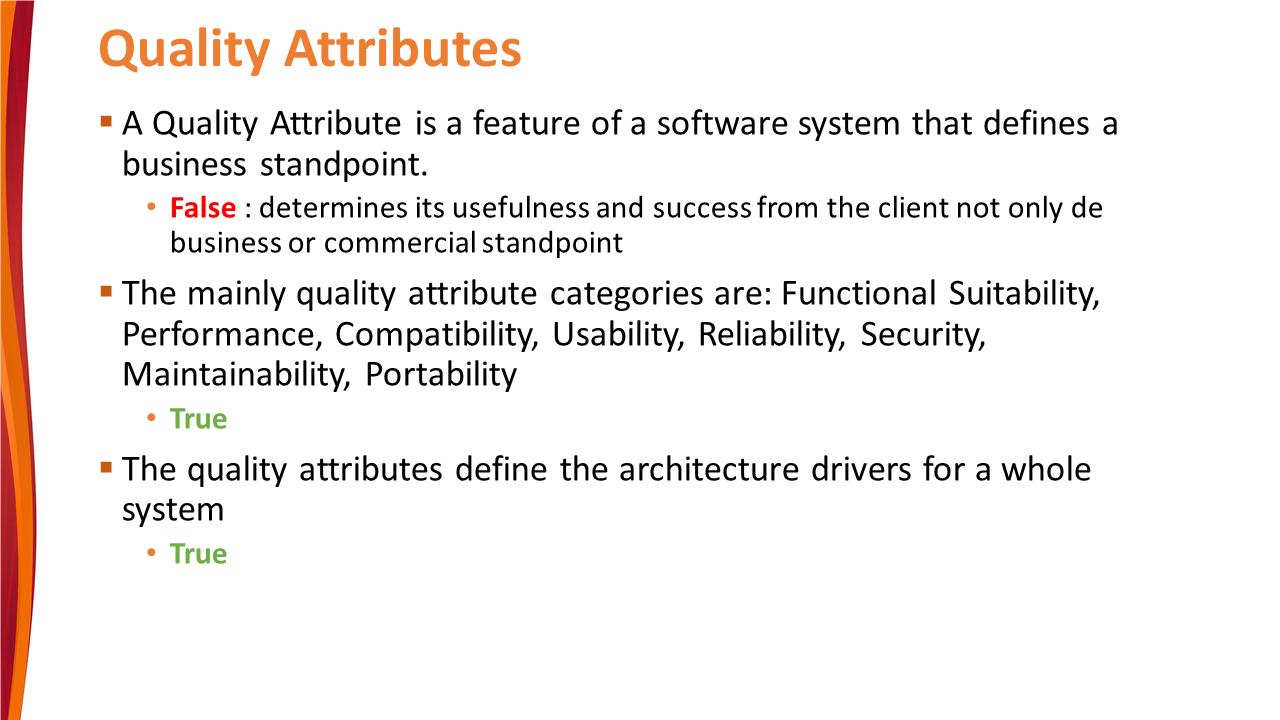 Quality Attributes
▪ A Quality Attribute is a feature of a software system that defines a
business standpoint.
• False : determines its usefulness and success from the client not only de
business or commercial standpoint
▪ The mainly quality attribute categories are: Functional Suitability,
Performance, Compatibility, Usability, Reliability, Security,
Maintainability, Portability
• True
▪ The quality attributes define the architecture drivers for a whole
system
• True